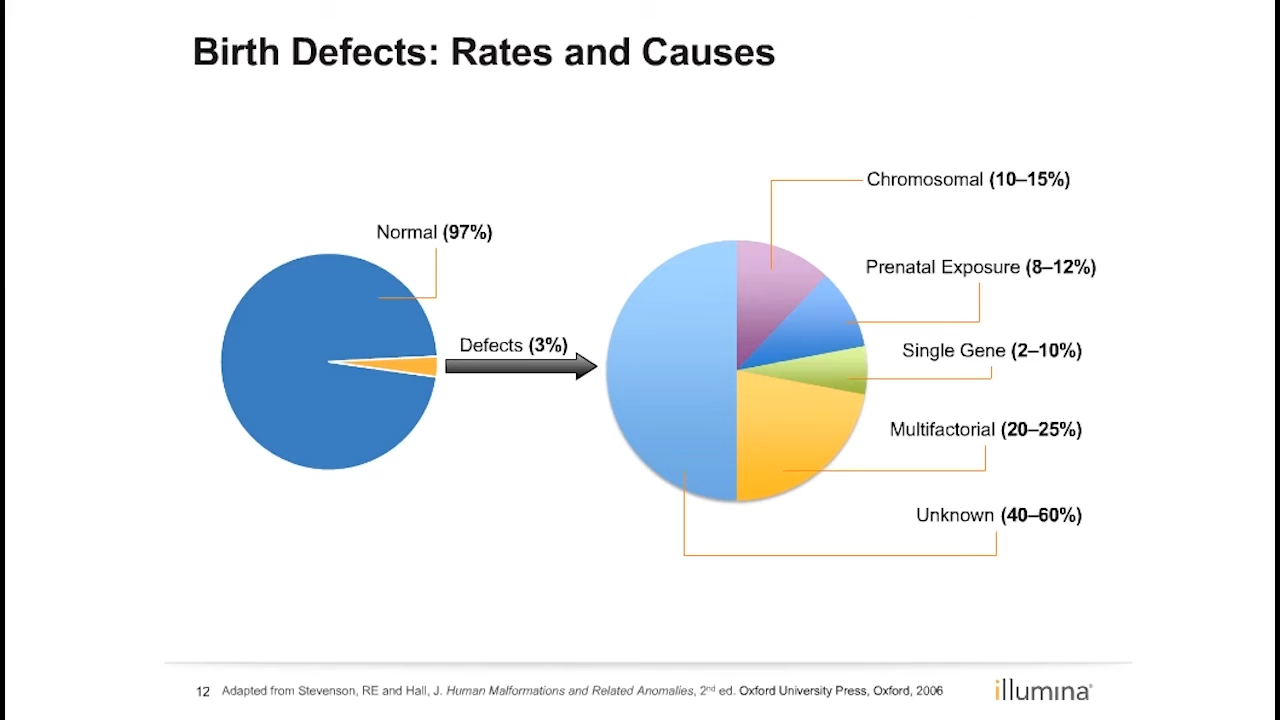 Birth Defects: Rates and Causes
Chromosomal (10–15%)
Normal (97%)
Prenatal Exposure (8–12%)
Defects (3%)
Single Gene (2–10%)
Multifactorial (20–25%)
Unknown (40–60%)
12 Adapted from Stevenson, RE and Hall, J. Human Malformations and Related Anomalies, 2nd ed. Oxford University Press, Oxford, 2006
illumina®